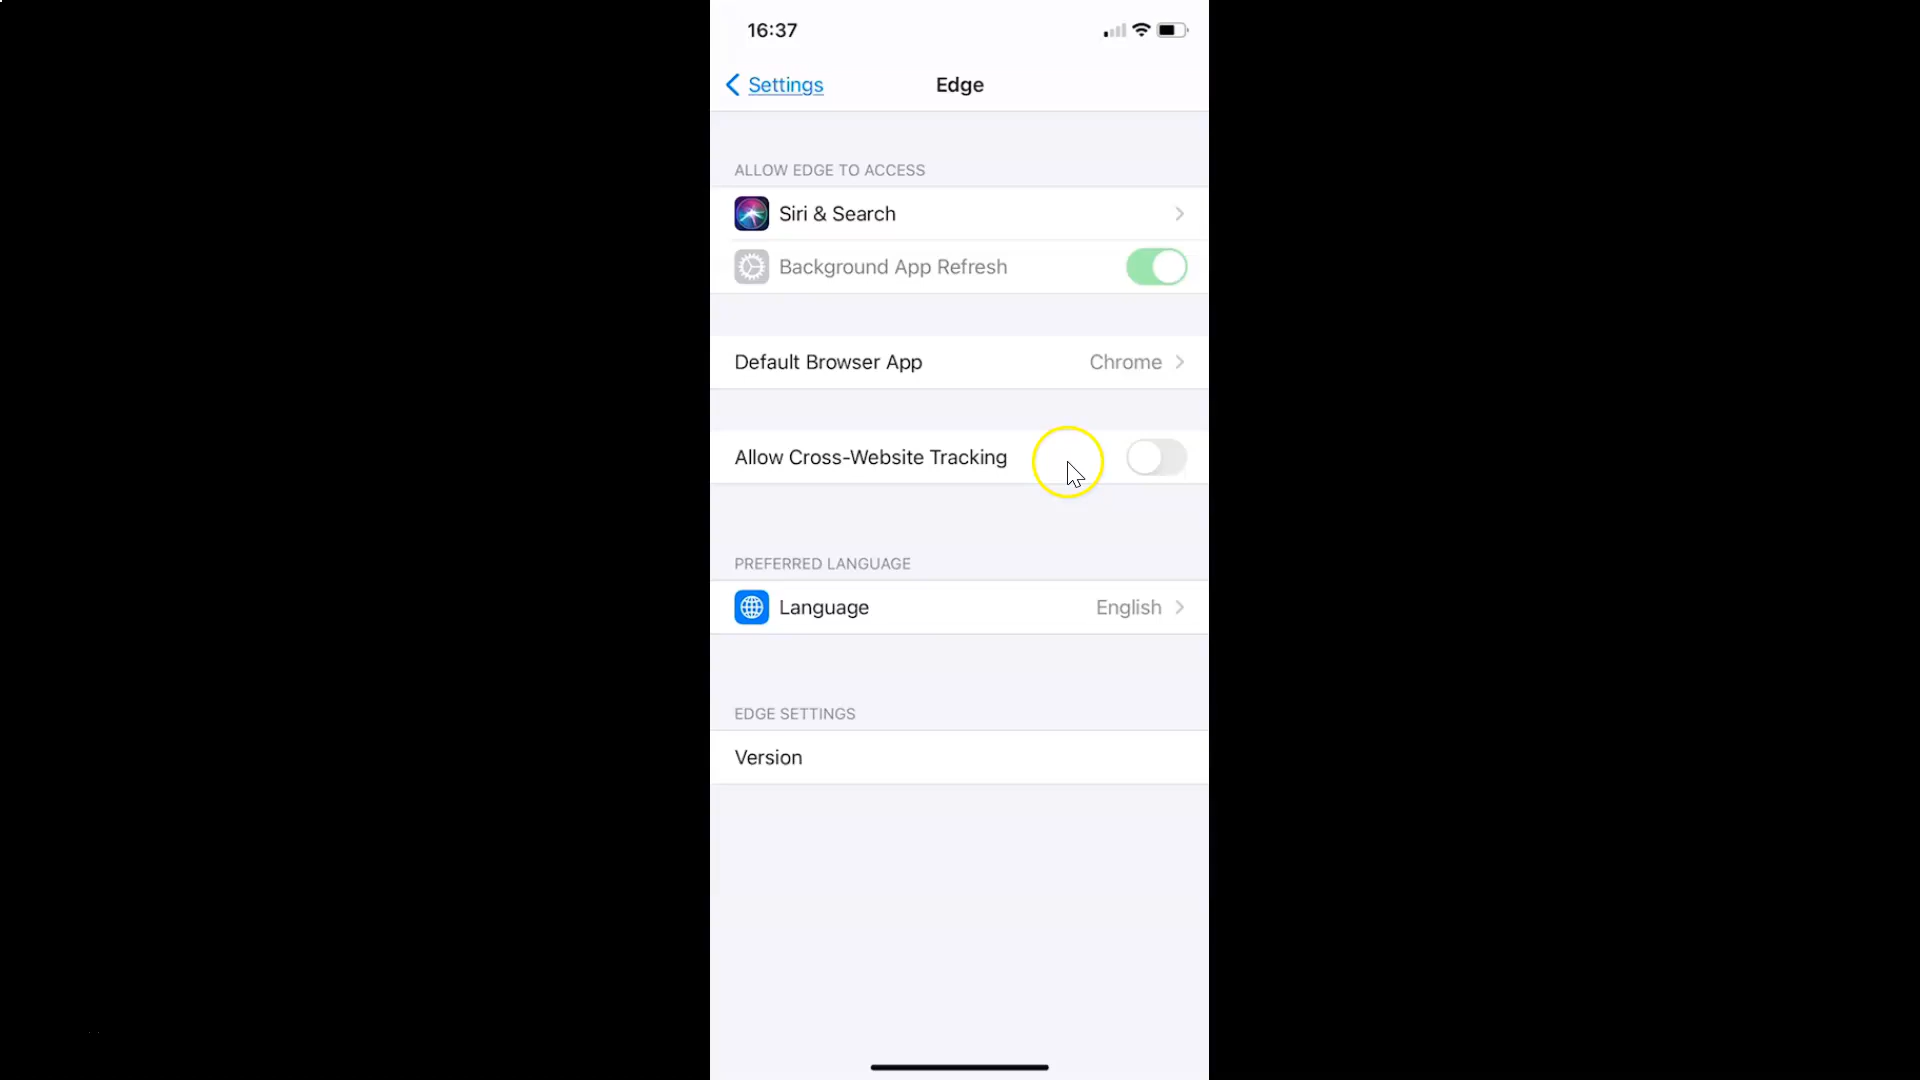 16:37
Settings
Edge
ALLOW EDGE TO ACCESS
Siri & Search
Background App Refresh
Default Browser App Chrome
Allow Cross-Website Tracking
PREFERRED LANGUAGE
Language English
EDGE SETTINGS
Version